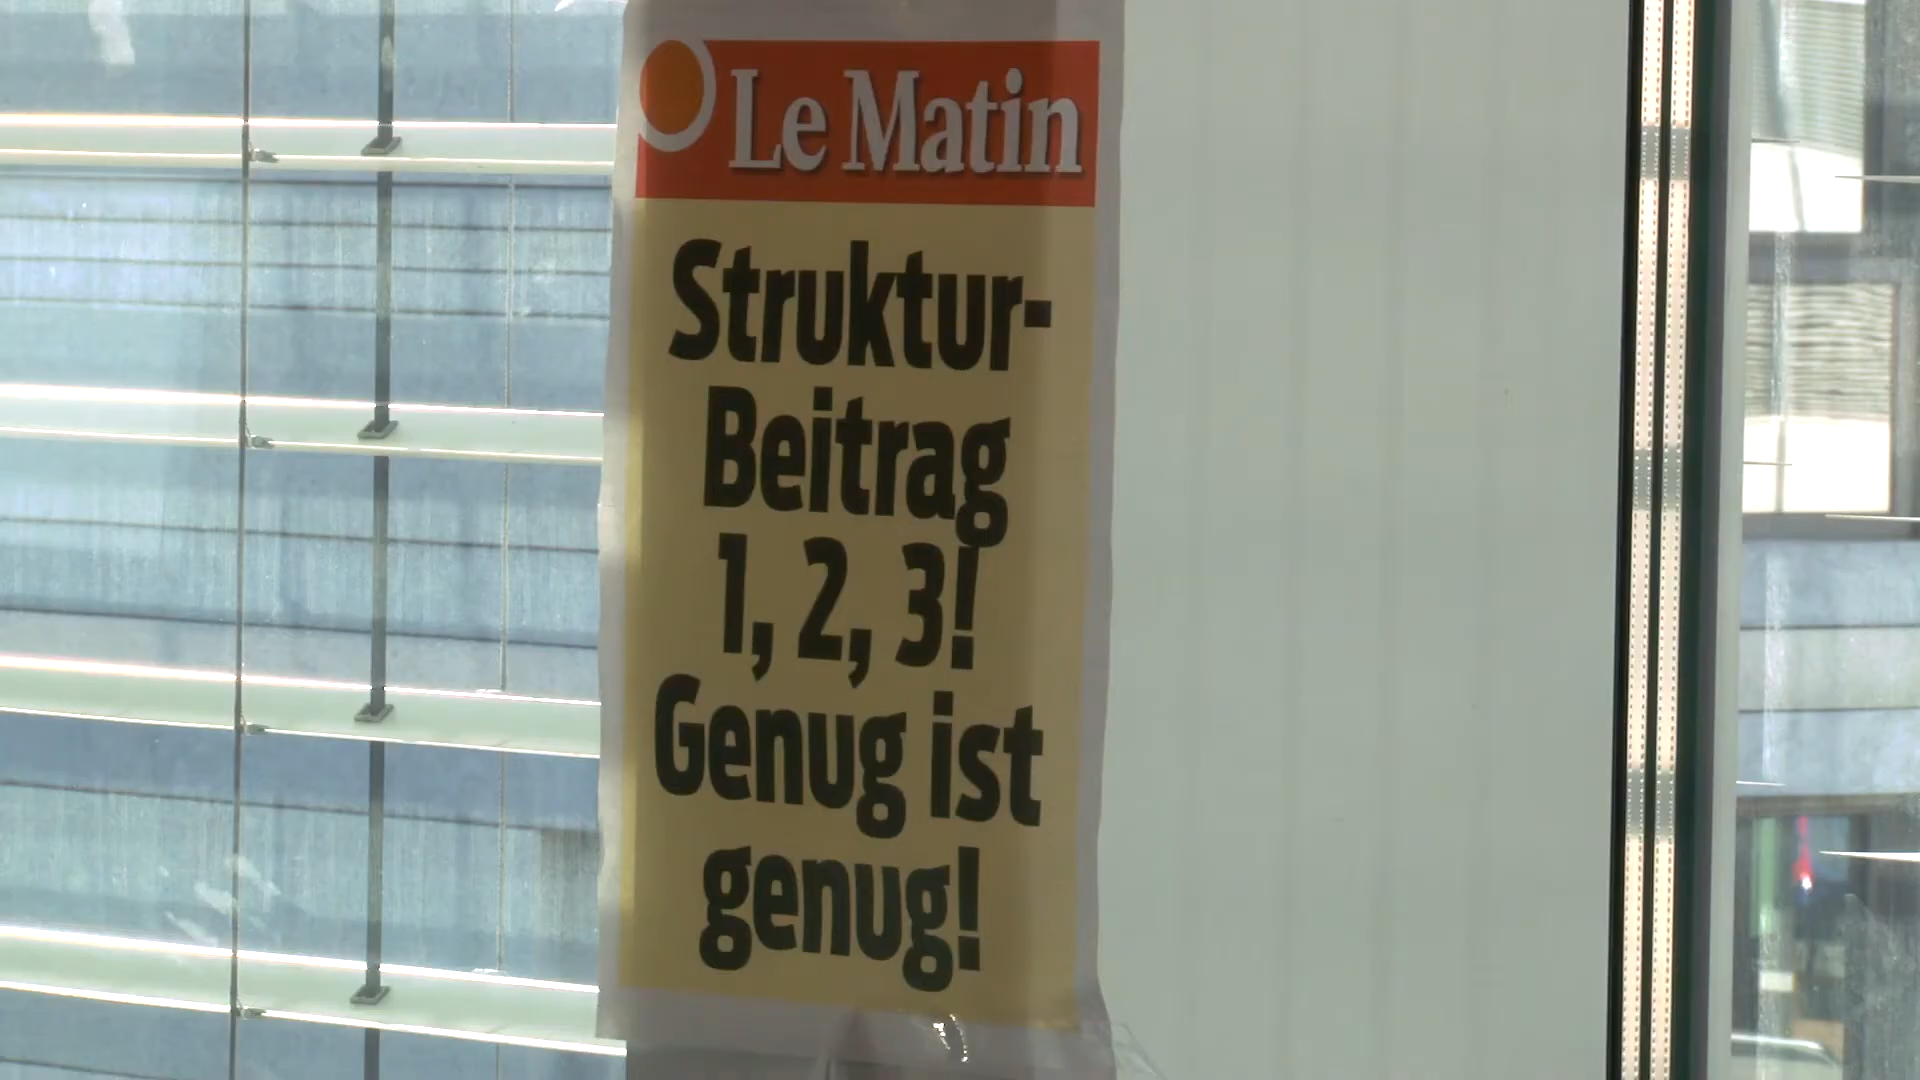 Le Matin
Struktur-
Beitrag
1, 2, 3!
Genug ist
genug!